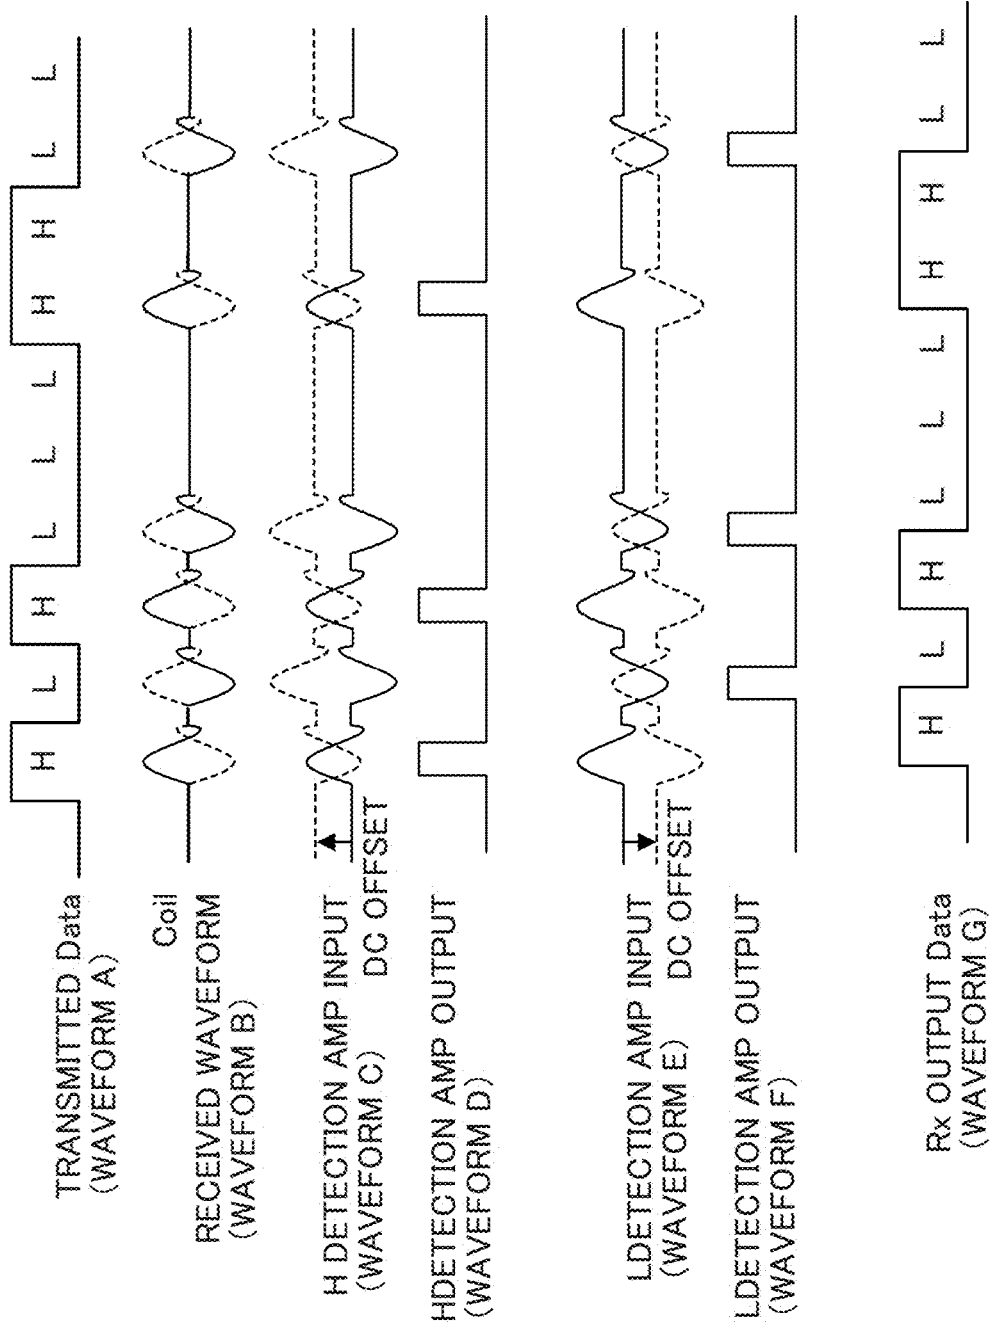 TRANSMITTED Data
(WAVEFORM A)
H L H L L L H H L L
Coil
RECEIVED WAVEFORM
(WAVEFORM B)
H DETECTION AMP INPUT
(WAVEFORM C)
DC OFFSET
HDETECTION AMP OUTPUT
(WAVEFORM D)
LDETECTION AMP INPUT
(WAVEFORM E)
DC OFFSET
LDETECTION AMP OUTPUT
(WAVEFORM F)
Rx OUTPUT Data
(WAVEFORM G)
H L H L L L H H L L